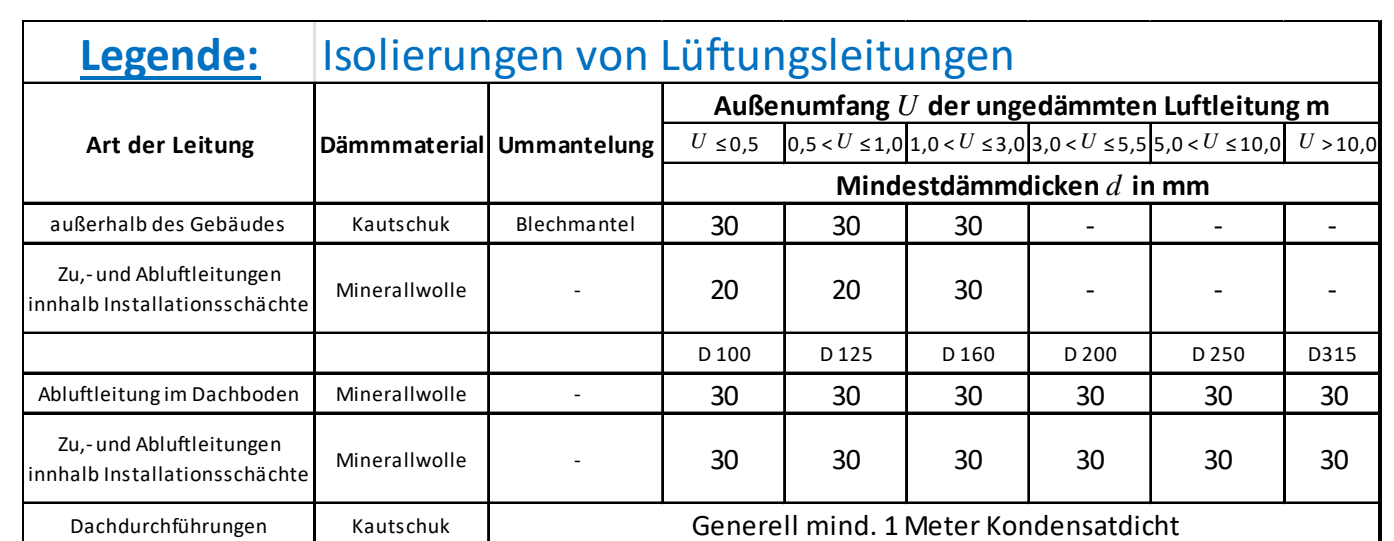 Legende: Isolierungen von Lüftungsleitungen
Außenumfang U der ungedämmten Luftleitung m
Art der Leitung Dämmmaterial Ummantelung U ≤ 0,5 0,5 < U ≤ 1,0 1,0 < U ≤ 3,0 3,0 < U ≤ 5,5 5,0 < U ≤ 10,0 U > 10,0
Mindestdämmdicken d in mm
außerhalb des Gebäudes Kautschuk Blechmantel 30 30 30 - - -
Zu,- und Abluftleitungen
innhalb Installationsschächte Minerallwolle - 20 20 30 - - -
D 100 D 125 D 160 D 200 D 250 D315
Abluftleitung im Dachboden Minerallwolle - 30 30 30 30 30 30
Zu,- und Abluftleitungen
innhalb Installationsschächte Minerallwolle - 30 30 30 30 30 30
Dachdurchführungen Kautschuk Generell mind. 1 Meter Kondensatdicht